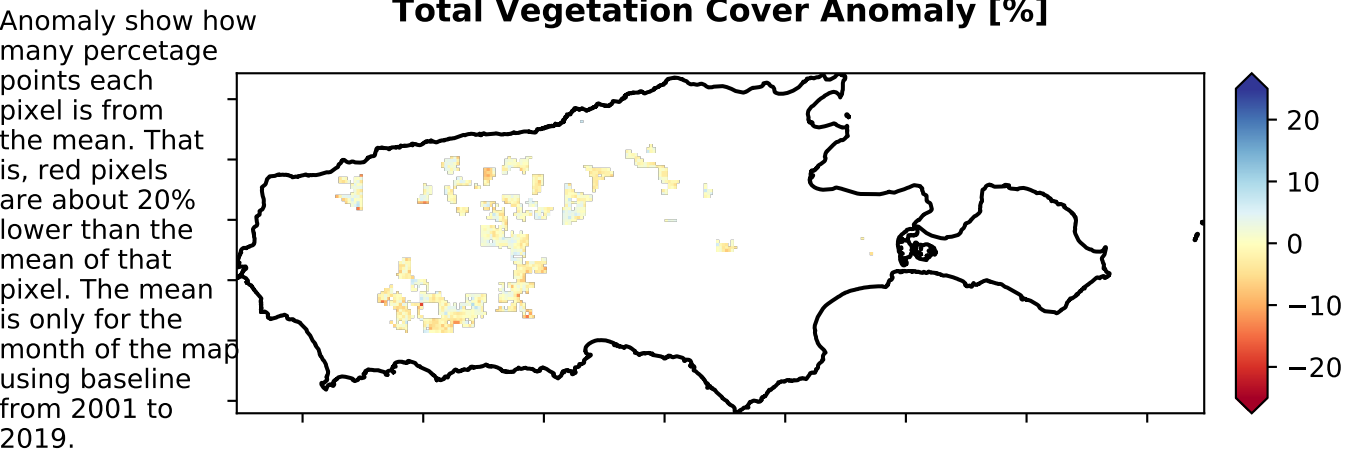 Total Vegetation Cover Anomaly [%]
Anomaly show how
many percetage
points each
pixel is from
the mean. That
is, red pixels
are about 20%
lower than the
mean of that
pixel. The mean
is only for the
month of the map
using baseline
from 2001 to
2019.
20
10
0
−10
−20